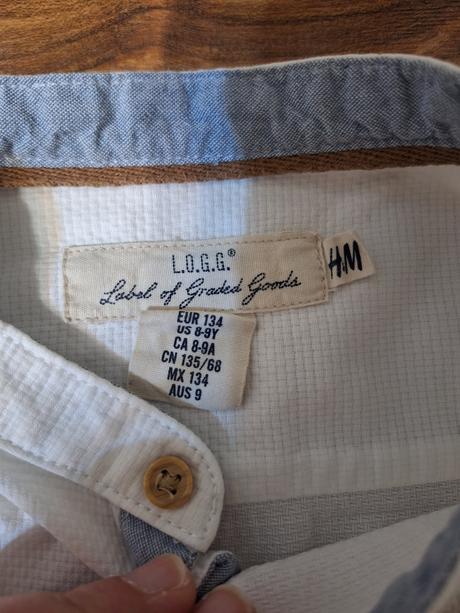 L.O.G.G.®
Label of Graded Goods
H&M
EUR 134
US 8-9Y
CA 8-9A
CN 135/68
MX 134
AUS 9